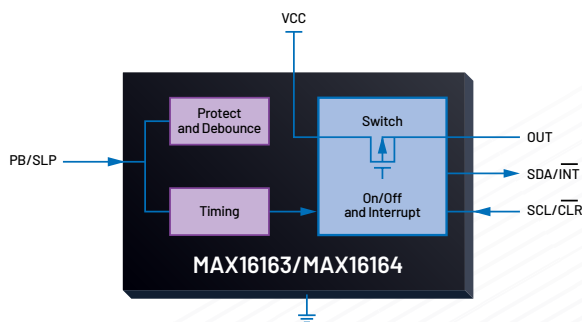 VCC
Protect
and Debounce
Switch
OUT
PB/SLP
SDA/INT
On/Off
and Interrupt
Timing
SCL/CLR
MAX16163/MAX16164